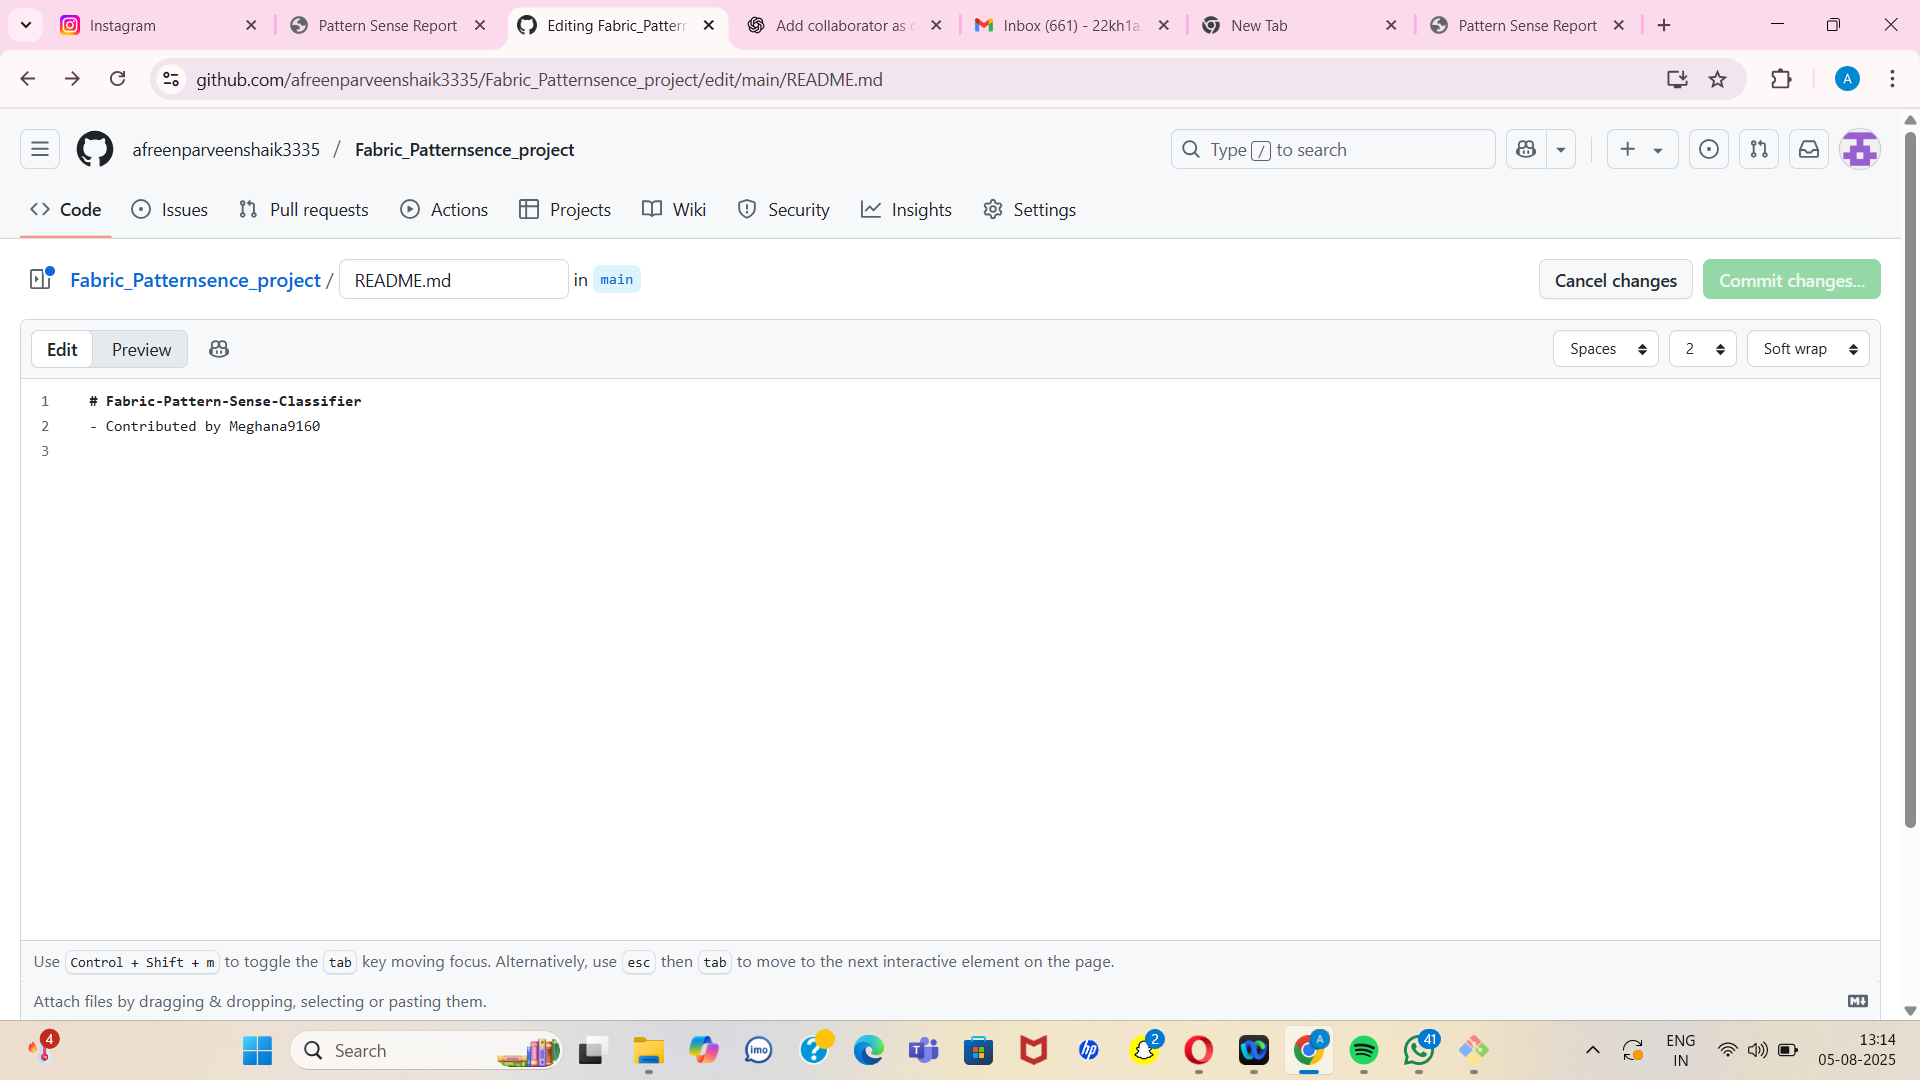 Instagram
Pattern Sense Report
Editing Fabric_Pattern
Add collaborator as c
Inbox (661) - 22kh1a
New Tab
Pattern Sense Report
github.com/afreenparveenshaik3335/Fabric_Patternsence_project/edit/main/README.md
A
afreenparveenshaik3335 / Fabric_Patternsence_project
Type / to search
Code
Issues
Pull requests
Actions
Projects
Wiki
Security
Insights
Settings
Fabric_Patternsence_project / README.md in main
Cancel changes
Commit changes...
Edit
Preview
Spaces
2
Soft wrap
1 # Fabric-Pattern-Sense-Classifier
2 - Contributed by Meghana9160
3
Use Control + Shift + m to toggle the tab key moving focus. Alternatively, use esc then tab to move to the next interactive element on the page.
Attach files by dragging & dropping, selecting or pasting them.
4
Search
imo
hp
2
A
41
ENG
IN
13:14
05-08-2025